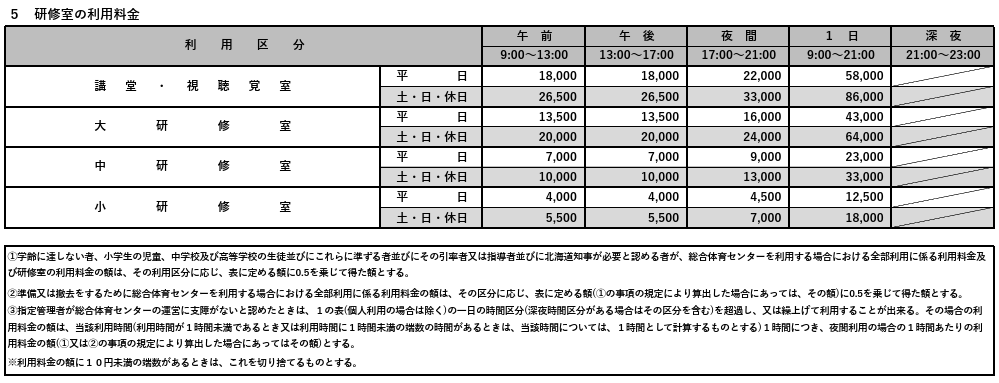 5　研修室の利用料金
利　用　区　分　午　前　午　後　夜　間　1　日　深　夜
9:00～13:00　13:00～17:00　17:00～21:00　9:00～21:00　21:00～23:00
講堂・視聴覚室　平　日　18,000　18,000　22,000　58,000
土・日・休日　26,500　26,500　33,000　86,000
大研修室　平　日　13,500　13,500　16,000　43,000
土・日・休日　20,000　20,000　24,000　64,000
中研修室　平　日　7,000　7,000　9,000　23,000
土・日・休日　10,000　10,000　13,000　33,000
小研修室　平　日　4,000　4,000　4,500　12,500
土・日・休日　5,500　5,500　7,000　18,000
①学齢に達しない者、小学生の児童、中学校及び高等学校の生徒並びにこれらに準ずる者並びにその引率者又は指導者並びに北海道知事が必要と認める者が、総合体育センターを利用する場合における全部利用に係る利用料金及
び研修室の利用料金の額は、その利用区分に応じ、表に定める額に0.5を乗じて得た額とする。
②準備又は撤去をするために総合体育センターを利用する場合における全部利用に係る利用料金の額は、その区分に応じ、表に定める額(①の事項の規定により算出した場合にあっては、その額)に0.5を乗じて得た額とする。
③指定管理者が総合体育センターの運営に支障がないと認めたときは、１の表(個人利用の場合は除く)の一日の時間区分(深夜時間区分がある場合はその区分を含む)を超過し、又は繰上げて利用することが出来る。その場合の利
用料金の額は、当該利用時間(利用時間が１時間未満であるとき又は利用時間に１時間未満の端数の時間があるときは、当該時間については、１時間として計算するものとする)１時間につき、夜間利用の場合の１時間あたりの利
用料金の額(①又は②の事項の規定により算出した場合にあってはその額)とする。
※利用料金の額に１０円未満の端数があるときは、これを切り捨てるものとする。